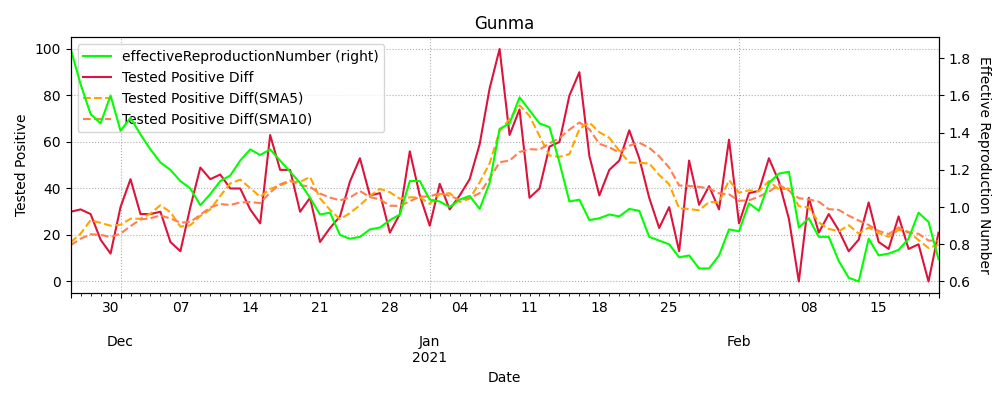 Gunma
effectiveReproductionNumber (right)
Tested Positive Diff
Tested Positive Diff(SMA5)
Tested Positive Diff(SMA10)
Tested Positive
100
80
60
40
20
0
Effective Reproduction Number
1.8
1.6
1.4
1.2
1.0
0.8
0.6
30 07 14 21 28 04 11 18 25 08 15
Dec Jan Feb
2021
Date